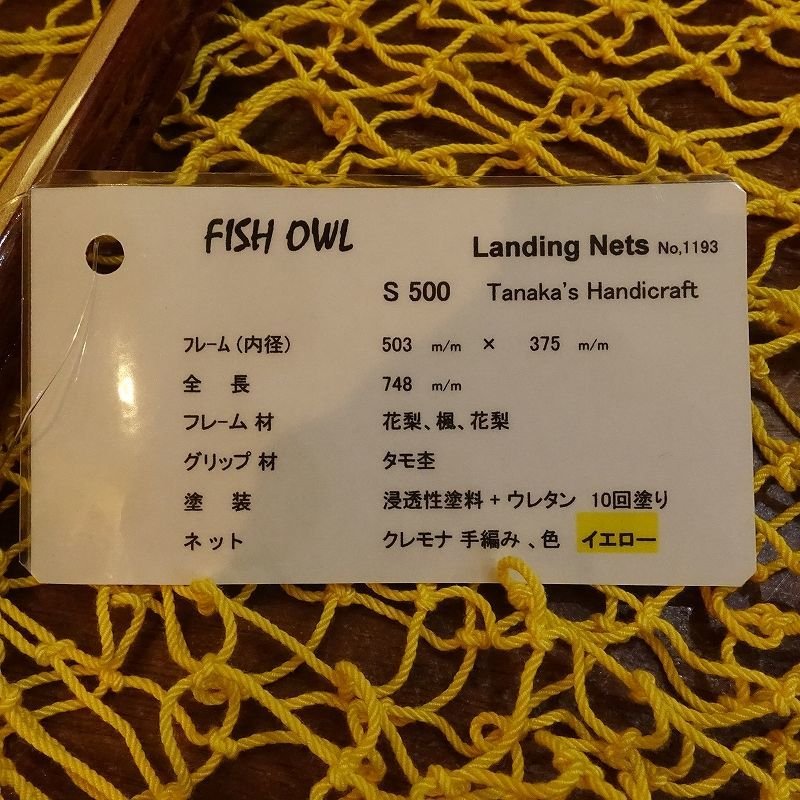 FISH OWL
Landing Nets No,1193
S 500 Tanaka's Handicraft
フレーム(内径) 503 m/m × 375 m/m
全 長 748 m/m
フレーム 材 花梨、楓、花梨
グリップ 材 タモ杢
塗 装 浸透性塗料 + ウレタン 10回塗り
ネット クレモナ 手編み 、色 イエロー